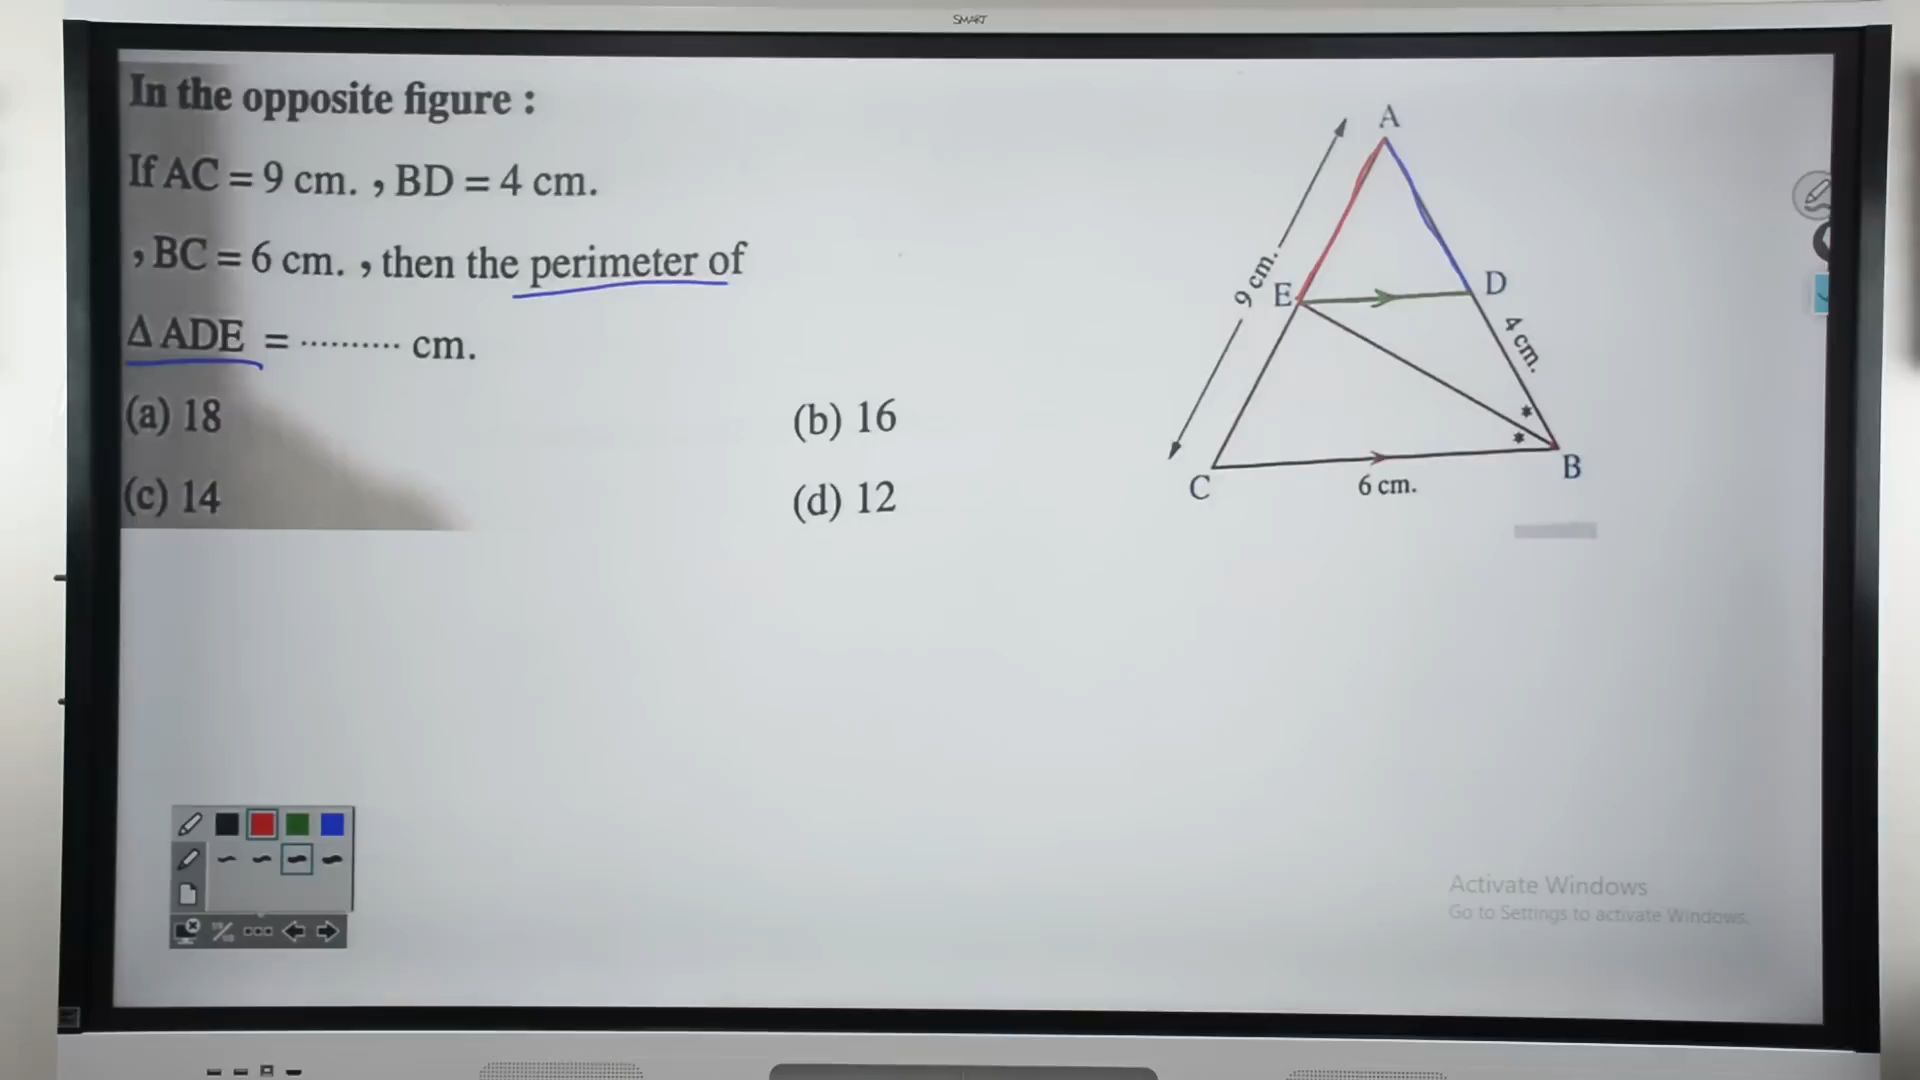 SMART
In the opposite figure :
If AC = 9 cm. , BD = 4 cm.
, BC = 6 cm. , then the perimeter of
Δ ADE = .......... cm.
(a) 18
(b) 16
(c) 14
(d) 12
A
9 cm.
E
D
4 cm.
*
*
C
B
6 cm.
Activate Windows
Go to Settings to activate Windows.